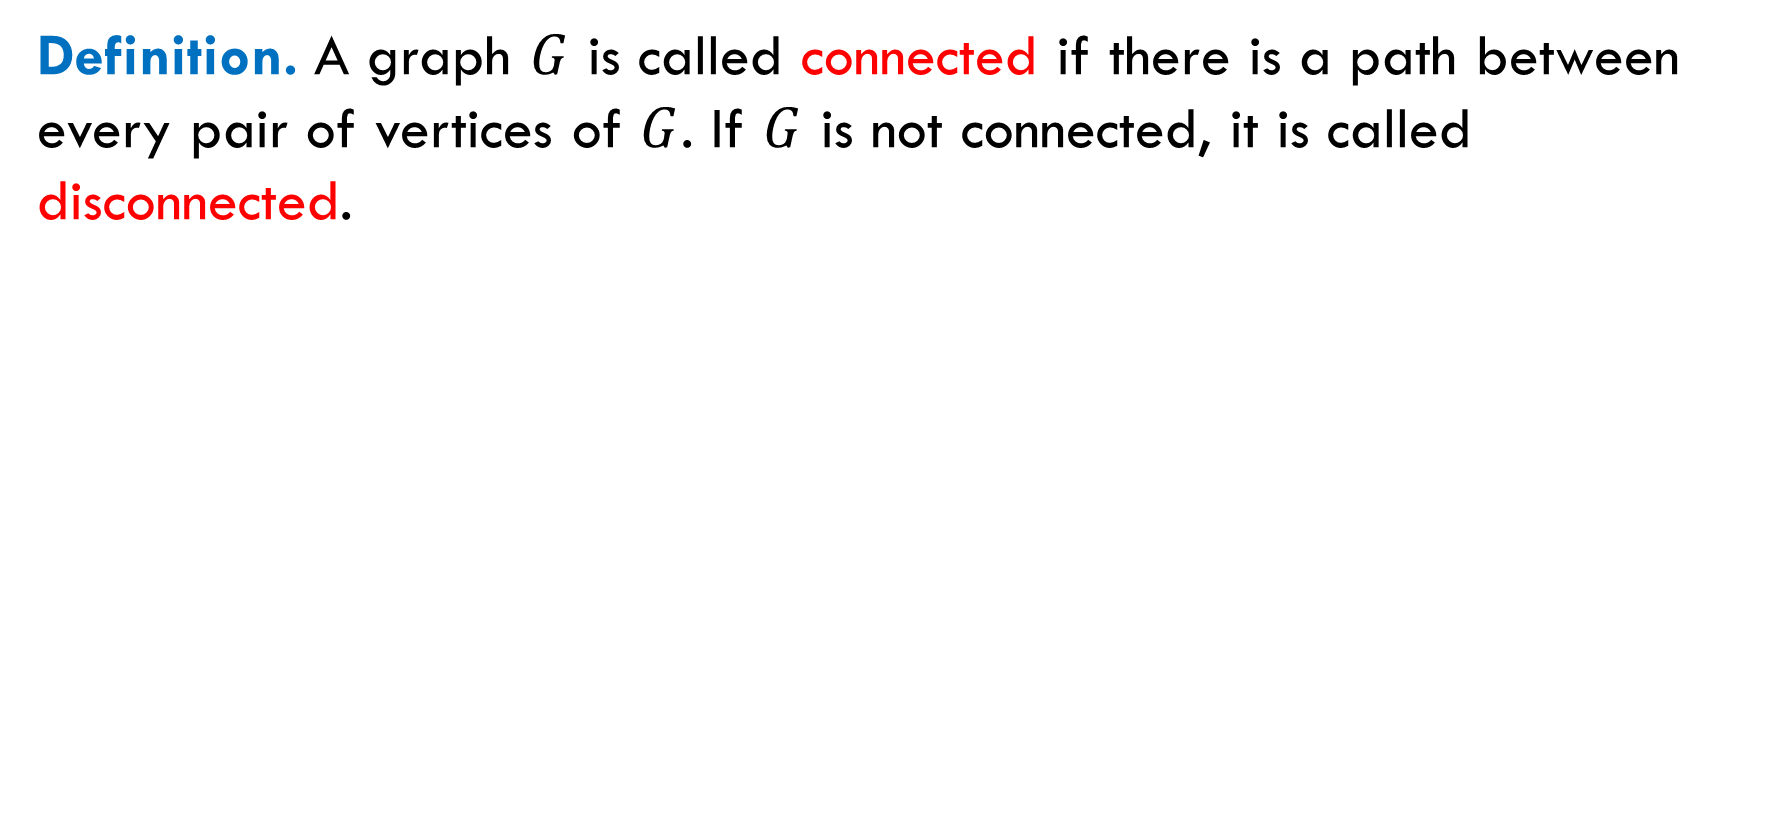 Definition. A graph 𝐺 is called connected if there is a path between
every pair of vertices of 𝐺. If 𝐺 is not connected, it is called
disconnected.